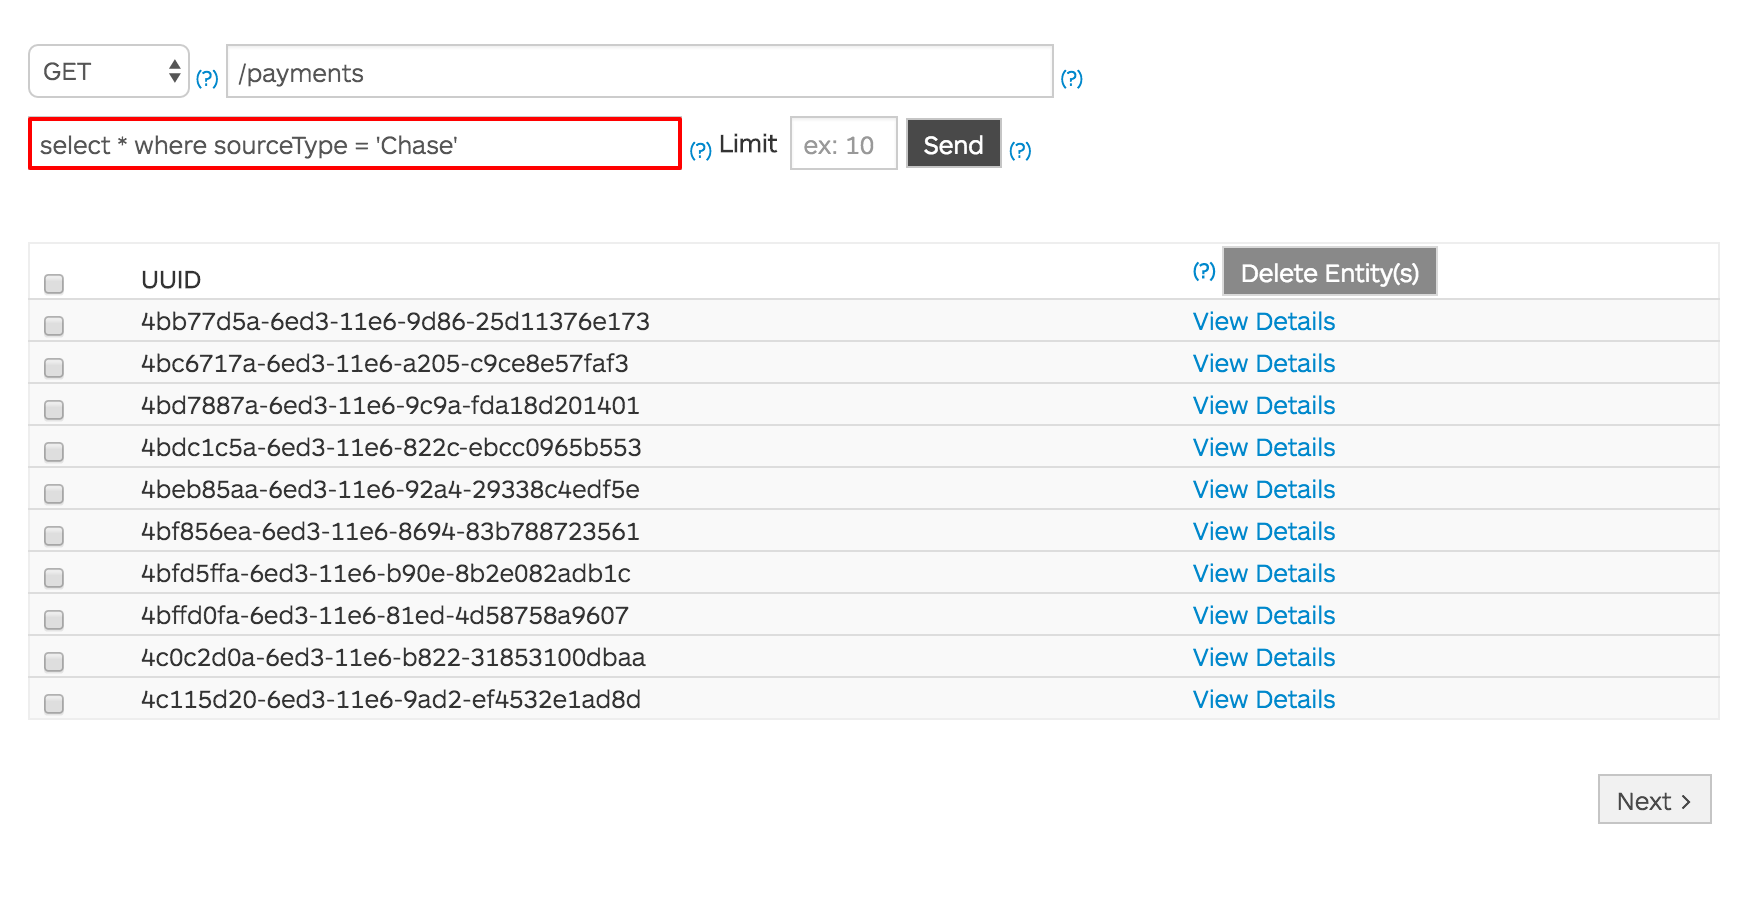 GET (?) /payments (?)
select * where sourceType = 'Chase' (?) Limit ex: 10 Send (?)
UUID (?) Delete Entity(s)
4bb77d5a-6ed3-11e6-9d86-25d11376e173 View Details
4bc6717a-6ed3-11e6-a205-c9ce8e57faf3 View Details
4bd7887a-6ed3-11e6-9c9a-fda18d201401 View Details
4bdc1c5a-6ed3-11e6-822c-ebcc0965b553 View Details
4beb85aa-6ed3-11e6-92a4-29338c4edf5e View Details
4bf856ea-6ed3-11e6-8694-83b788723561 View Details
4bfd5ffa-6ed3-11e6-b90e-8b2e082adb1c View Details
4bffd0fa-6ed3-11e6-81ed-4d58758a9607 View Details
4c0c2d0a-6ed3-11e6-b822-31853100dbaa View Details
4c115d20-6ed3-11e6-9ad2-ef4532e1ad8d View Details
Next >